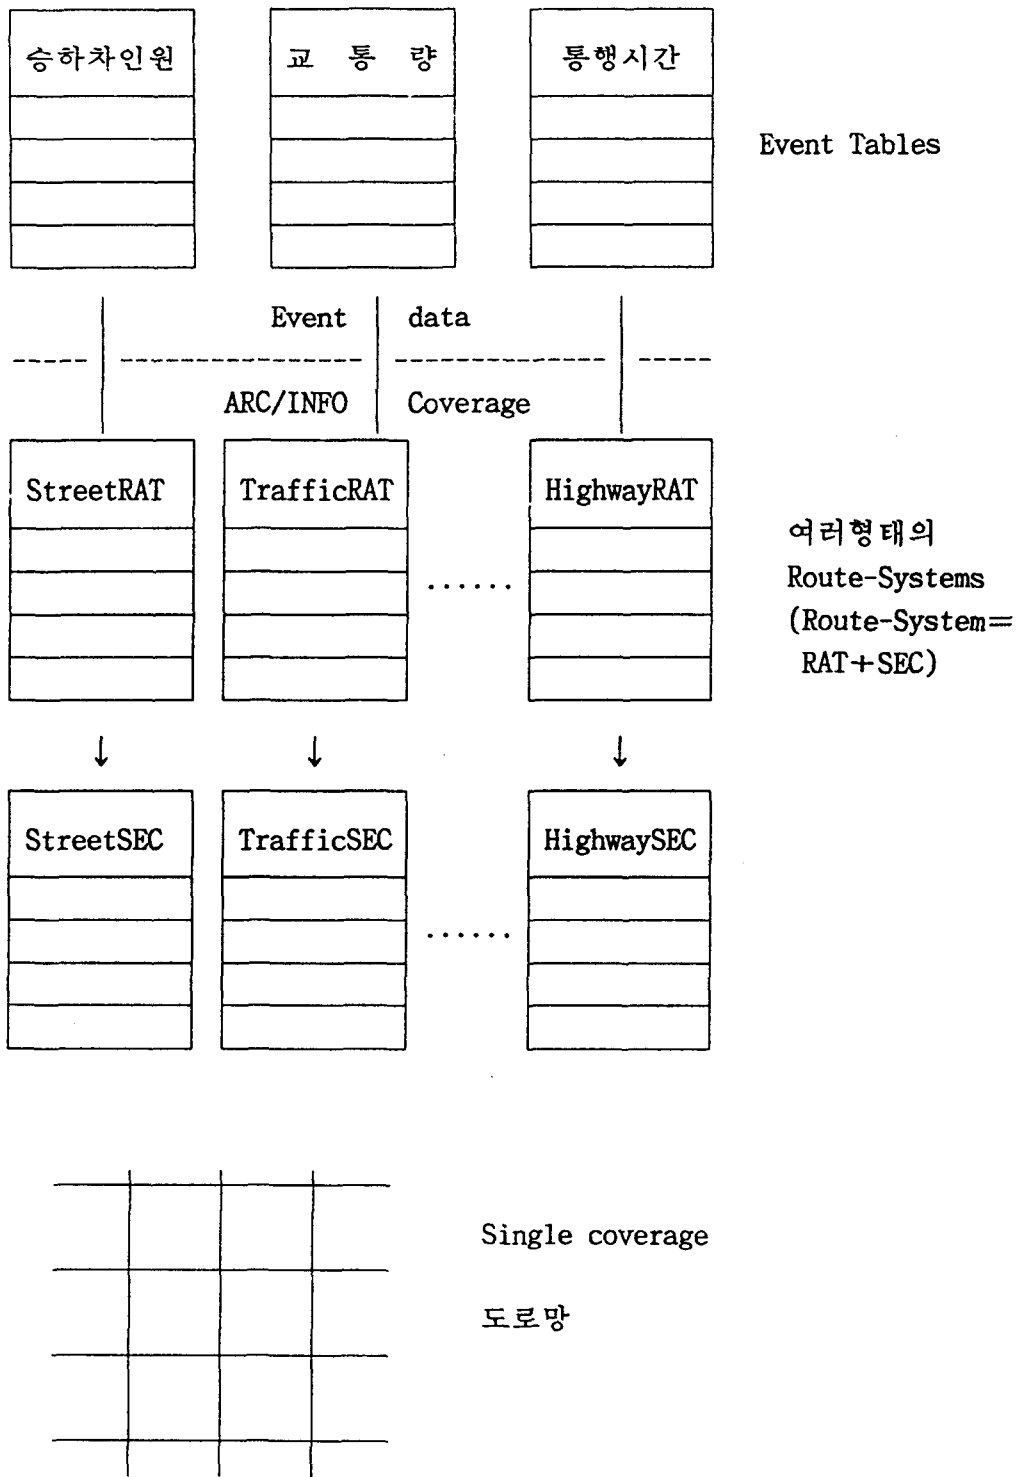 승하차인원 교 통 량 통행시간
Event Tables
Event data
ARC/INFO Coverage
StreetRAT TrafficRAT HighwayRAT
......
여러형태의
Route-Systems
(Route-System=
RAT+SEC)
↓ ↓ ↓
StreetSEC TrafficSEC HighwaySEC
......
Single coverage
도로망